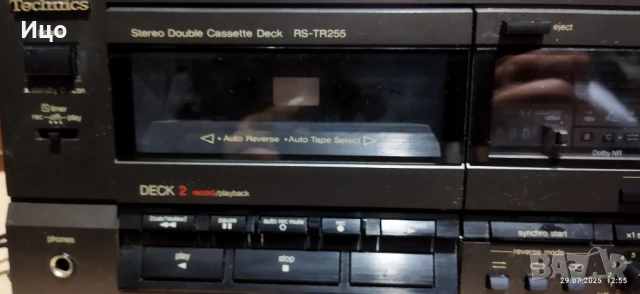 Technics
Ицо
Stereo Double Cassette Deck RS-TR255
eject
timer
rec—off—play
◁ • Auto Reverse • Auto Tape Select ▷
Dolby NR
DECK 2 record/playback
pause
auto rec mute
rec
phones
play
stop
synchro start
x1 s
reverse mode
29.07.2025 12:55